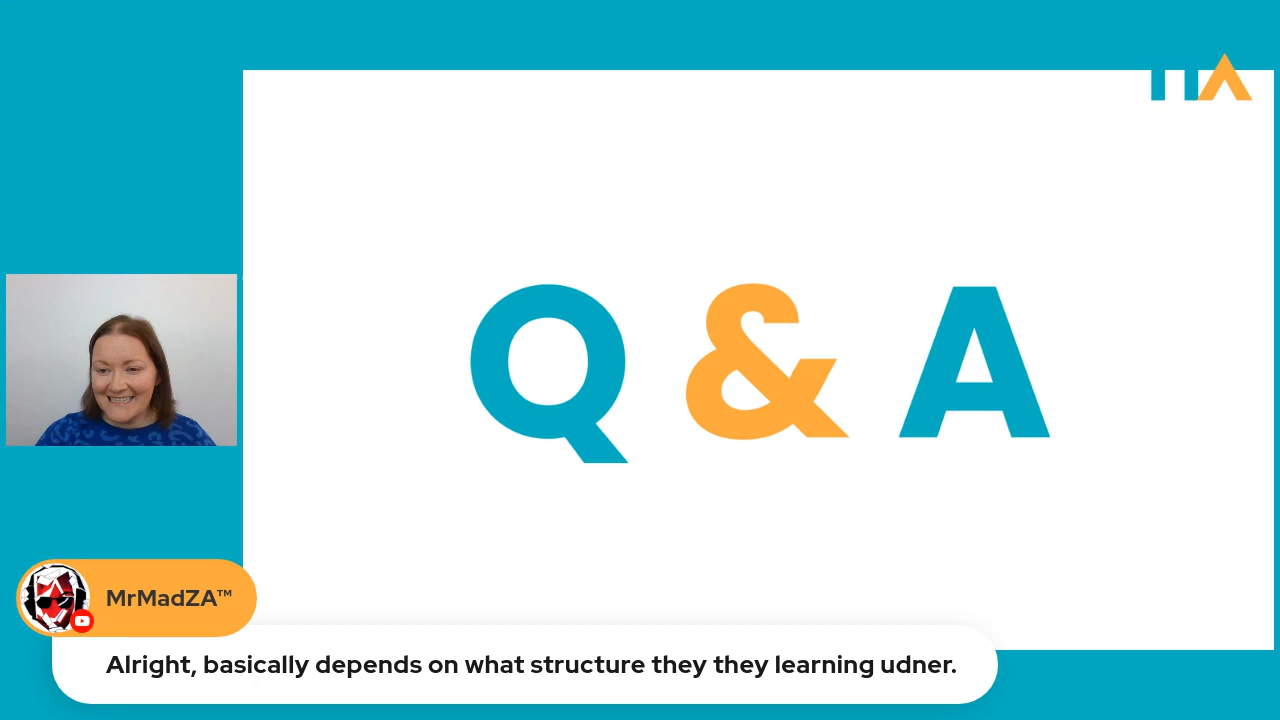 Q & A
MrMadZA™
Alright, basically depends on what structure they they learning udner.